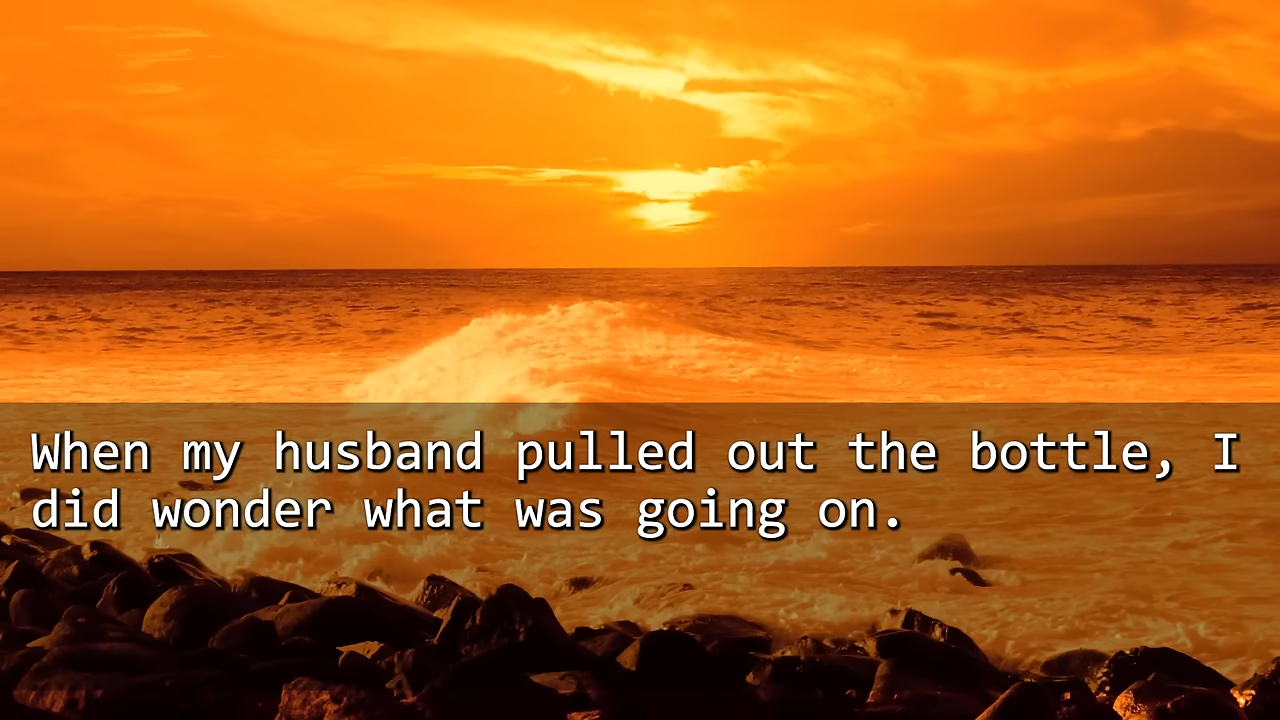 When my husband pulled out the bottle, I
did wonder what was going on.